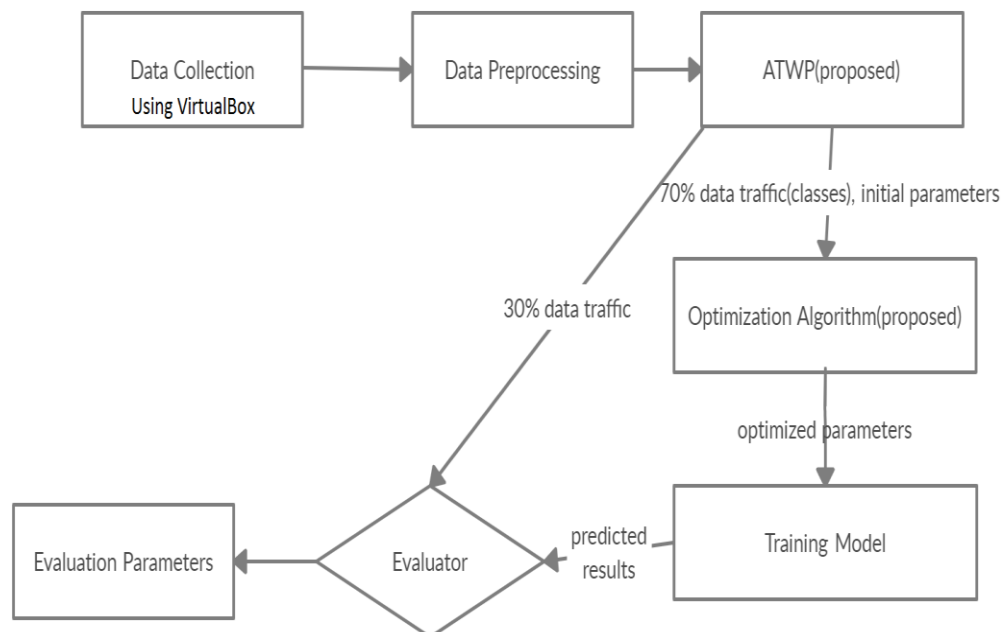 Data Collection
Using VirtualBox
Data Preprocessing
ATWP(proposed)
70% data traffic(classes), initial parameters
30% data traffic
Optimization Algorithm(proposed)
optimized parameters
Evaluation Parameters
Evaluator
predicted
results
Training Model